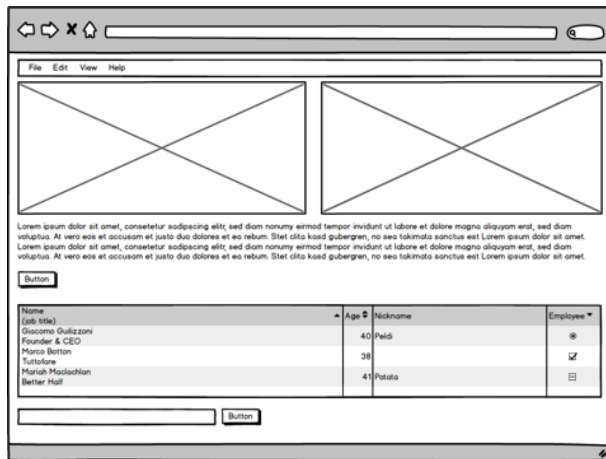 File Edit View Help
Lorem ipsum dolor sit amet, consetetur sadipscing elitr, sed diam nonumy eirmod tempor invidunt ut labore et dolore magna aliquyam erat, sed diam
voluptua. At vero eos et accusam et justo duo dolores et ea rebum. Stet clita kasd gubergren, no sea takimata sanctus est Lorem ipsum dolor sit amet.
Lorem ipsum dolor sit amet, consetetur sadipscing elitr, sed diam nonumy eirmod tempor invidunt ut labore et dolore magna aliquyam erat, sed diam
voluptua. At vero eos et accusam et justo duo dolores et ea rebum. Stet clita kasd gubergren, no sea takimata sanctus est Lorem ipsum dolor sit amet.
Button
Name
(job title) Age Nickname Employee
Giacomo Guilizzoni
Founder & CEO 40 Peldi
Marco Botton
Tuttofare 38
Mariah Maclachlan
Better Half 41 Patata
Button